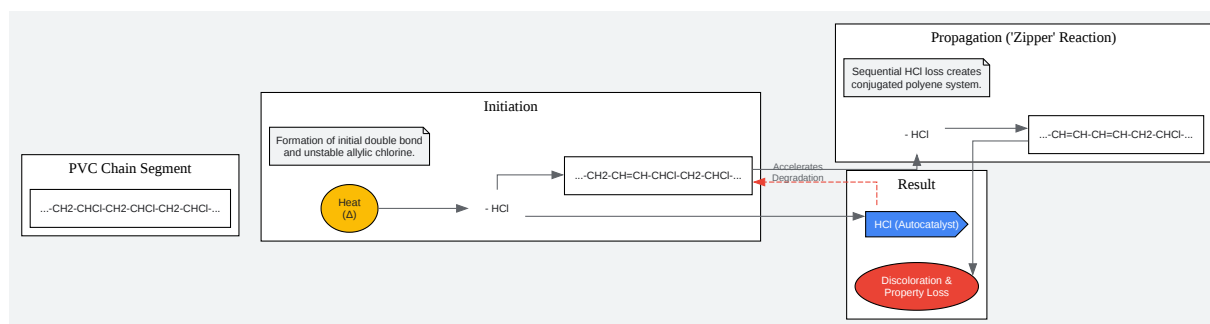 PVC Chain Segment
...-CH2-CHCl-CH2-CHCl-CH2-CHCl-...
Initiation
Formation of initial double bond
and unstable allylic chlorine.
Heat
(Δ)
- HCl
...-CH2-CH=CH-CHCl-CH2-CHCl-...
Accelerates
Degradation
Propagation ('Zipper' Reaction)
Sequential HCl loss creates
conjugated polyene system.
- HCl
...-CH=CH-CH=CH-CH2-CHCl-...
Result
HCl (Autocatalyst)
Discoloration &
Property Loss